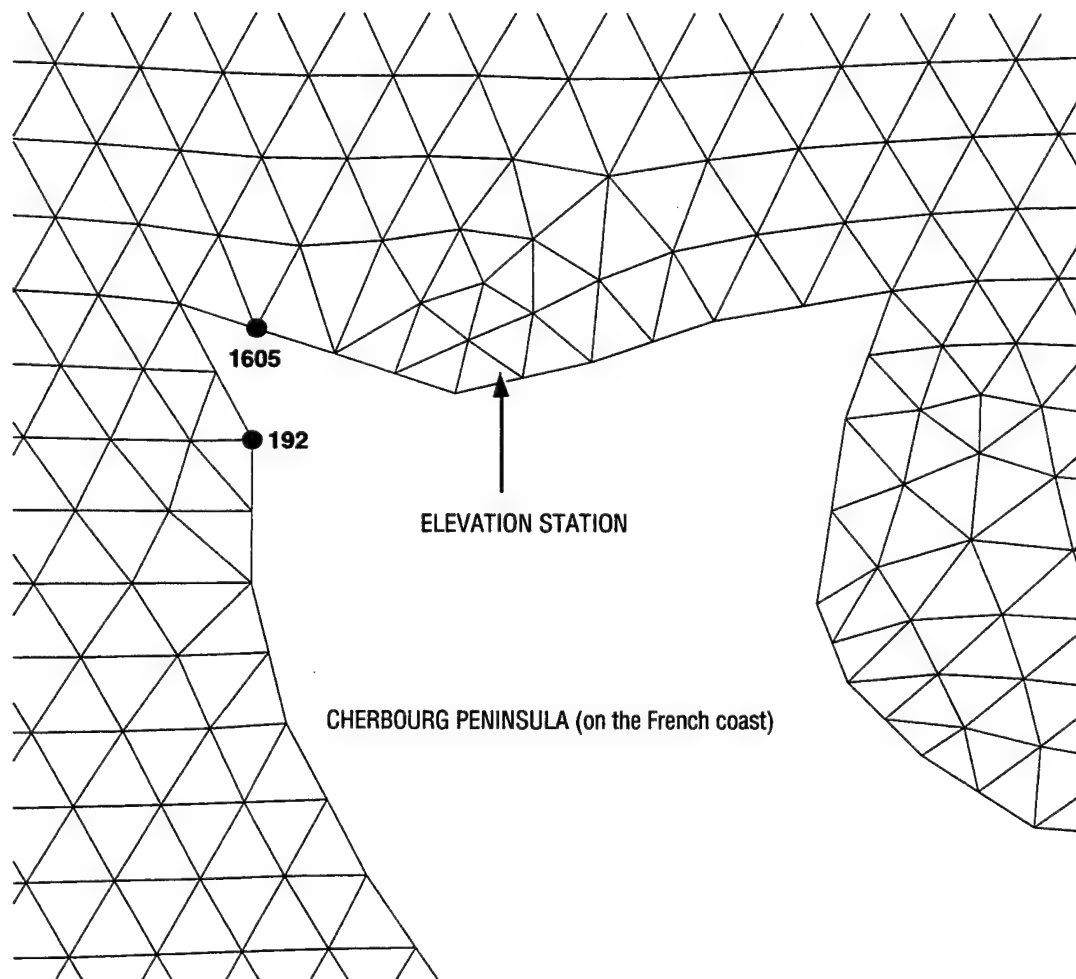 1605
192
ELEVATION STATION
CHERBOURG PENINSULA (on the French coast)